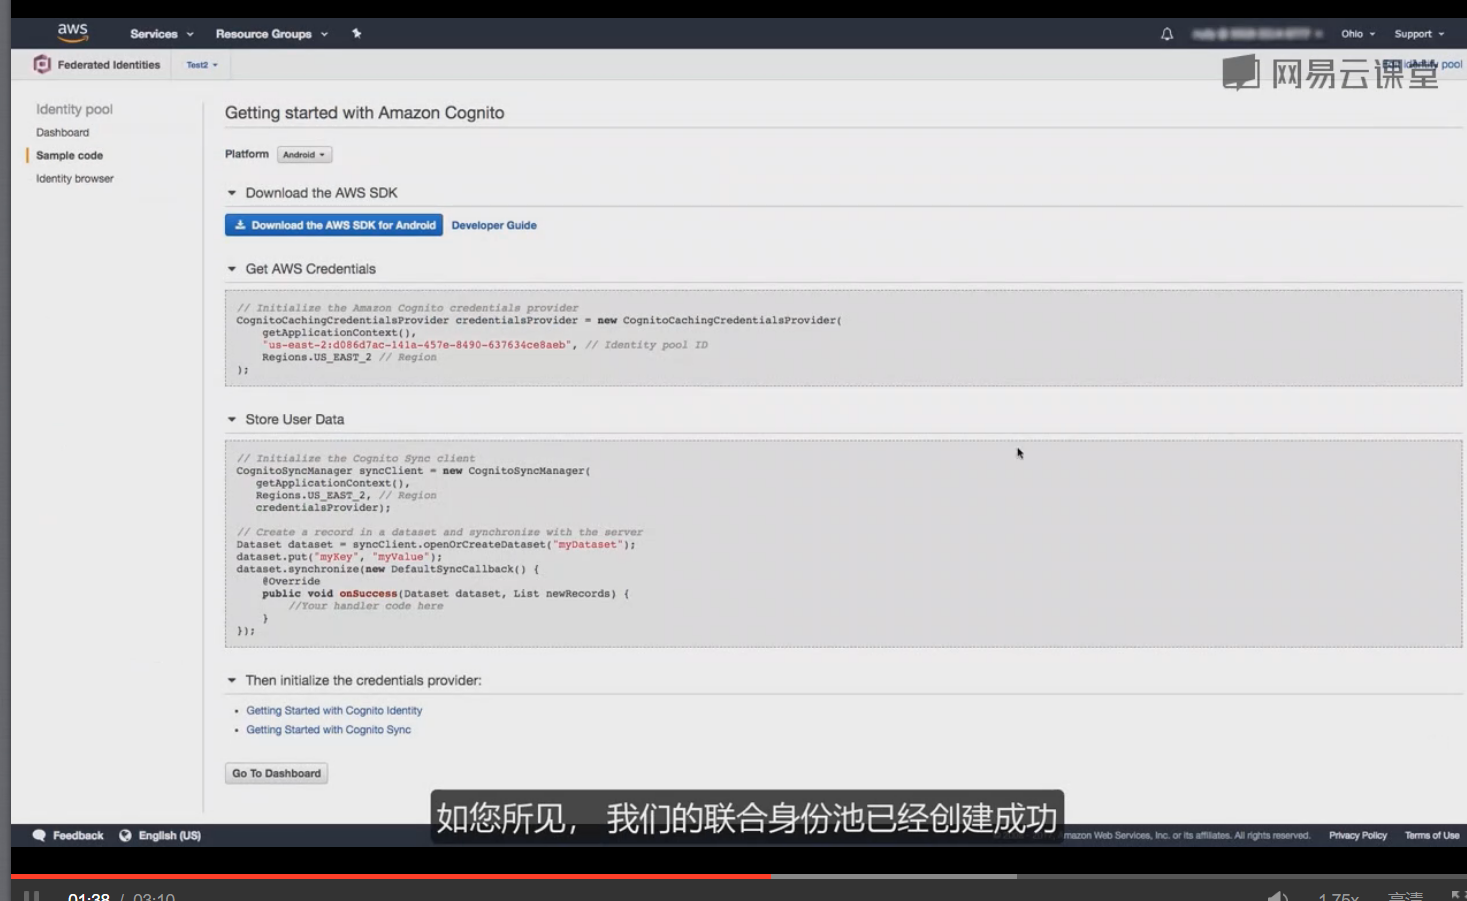 aws Services Resource Groups Ohio Support
Federated Identities Test2 pool
网易云课堂
Identity pool
Dashboard
Sample code
Identity browser
Getting started with Amazon Cognito
Platform Android
Download the AWS SDK
Download the AWS SDK for Android Developer Guide
Get AWS Credentials
// Initialize the Amazon Cognito credentials provider
CognitoCachingCredentialsProvider credentialsProvider = new CognitoCachingCredentialsProvider(
getApplicationContext(),
"us-east-2:d086d7ac-141a-457e-8490-637634ce8aeb", // Identity pool ID
Regions.US_EAST_2 // Region
);
Store User Data
// Initialize the Cognito Sync client
CognitoSyncManager syncClient = new CognitoSyncManager(
getApplicationContext(),
Regions.US_EAST_2, // Region
credentialsProvider);
// Create a record in a dataset and synchronize with the server
Dataset dataset = syncClient.openOrCreateDataset("myDataset");
dataset.put("myKey", "myValue");
dataset.synchronize(new DefaultSyncCallback() {
@Override
public void onSuccess(Dataset dataset, List newRecords) {
//Your handler code here
}
});
Then initialize the credentials provider:
• Getting Started with Cognito Identity
• Getting Started with Cognito Sync
Go To Dashboard
如您所见， 我们的联合身份池已经创建成功
Feedback English (US) Web Services, Inc. or its affiliates. All rights reserved. Privacy Policy Terms of Use
01:38 / 03:10 1.75x 高清